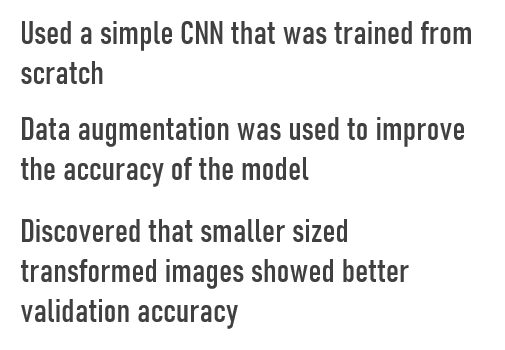 Used a simple CNN that was trained from
scratch
Data augmentation was used to improve
the accuracy of the model
Discovered that smaller sized
transformed images showed better
validation accuracy